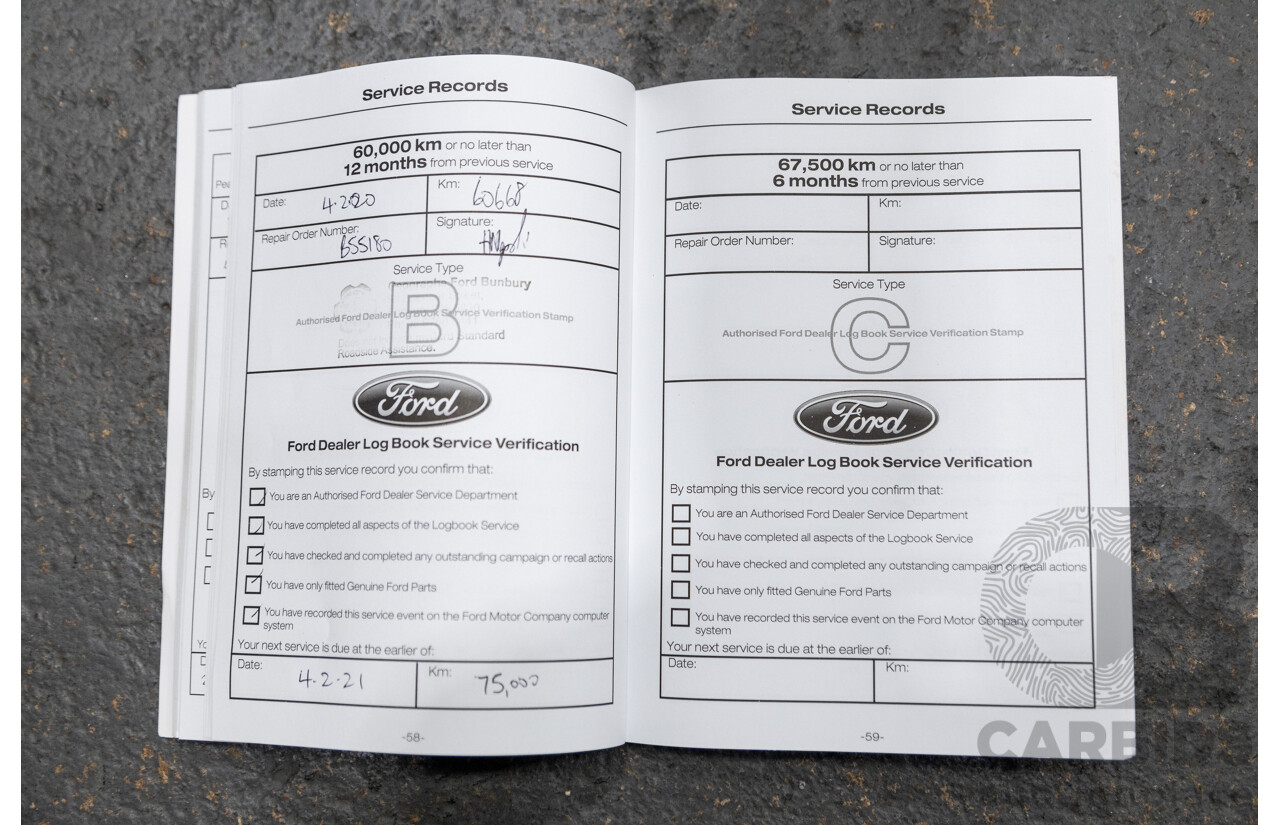 Service Records
60,000 km or no later than
12 months from previous service
Date: 4.2.20
Km: 60668
Repair Order Number:
Signature:
Service Type
Ford Bunbury
B
Authorised Ford Dealer Log Book Service Verification Stamp
Standard
Roadside Assistance.
Ford
Ford Dealer Log Book Service Verification
By stamping this service record you confirm that:
You are an Authorised Ford Dealer Service Department
You have completed all aspects of the Logbook Service
You have checked and completed any outstanding campaign or recall actions
You have only fitted Genuine Ford Parts
You have recorded this service event on the Ford Motor Company computer
system
Your next service is due at the earlier of:
Date: 4.2.21
Km: 75,000
-58-
Service Records
67,500 km or no later than
6 months from previous service
Date:
Km:
Repair Order Number:
Signature:
Service Type
C
Authorised Ford Dealer Log Book Service Verification Stamp
Ford
Ford Dealer Log Book Service Verification
By stamping this service record you confirm that:
You are an Authorised Ford Dealer Service Department
You have completed all aspects of the Logbook Service
You have checked and completed any outstanding campaign or recall actions
You have only fitted Genuine Ford Parts
You have recorded this service event on the Ford Motor Company computer
system
Your next service is due at the earlier of:
Date:
Km:
-59-